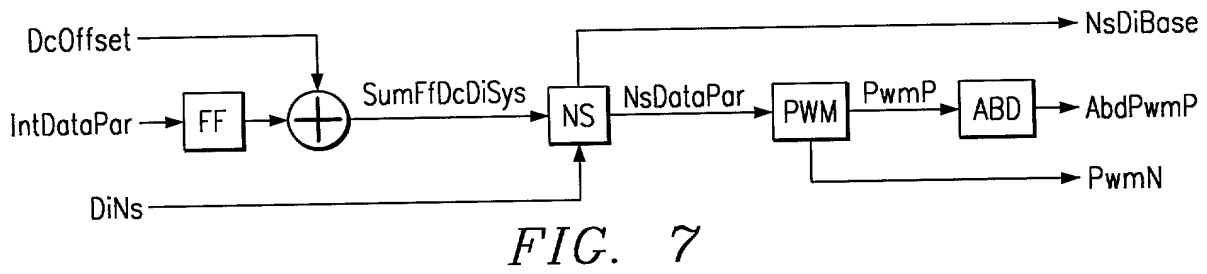 DcOffset
NsDiBase
IntDataPar
FF
SumFfDcDiSys
NS
NsDataPar
PWM
PwmP
ABD
AbdPwmP
PwmN
DiNs
FIG. 7